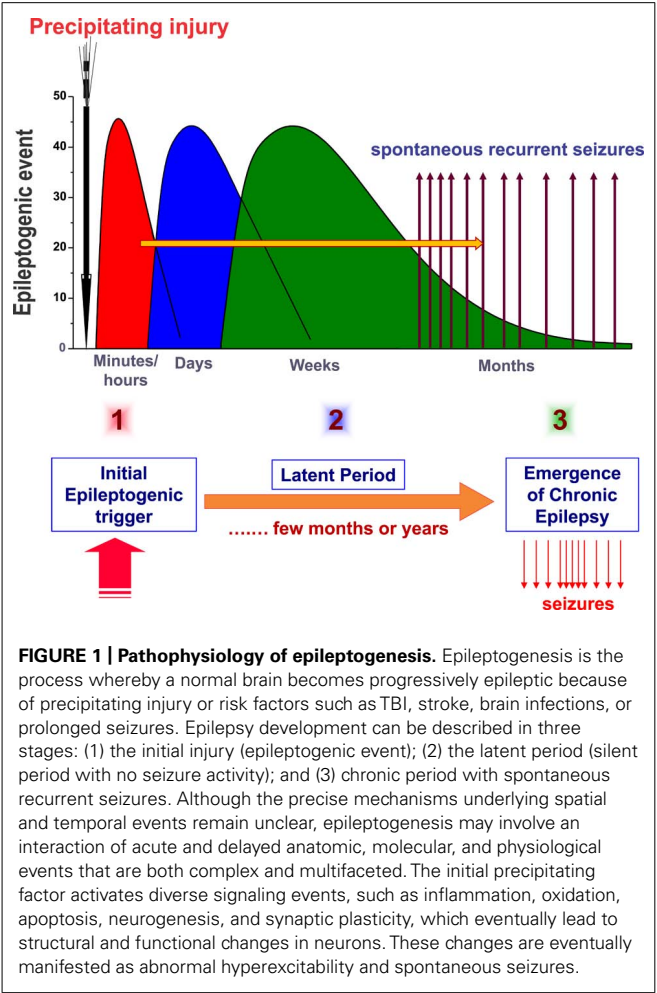 Precipitating injury
Epileptogenic event
50
40
30
20
10
0
spontaneous recurrent seizures
Minutes/
hours
Days
Weeks
Months
1
2
3
Initial
Epileptogenic
trigger
Latent Period
....... few months or years
Emergence
of Chronic
Epilepsy
seizures
FIGURE 1 | Pathophysiology of epileptogenesis. Epileptogenesis is the
process whereby a normal brain becomes progressively epileptic because
of precipitating injury or risk factors such as TBI, stroke, brain infections, or
prolonged seizures. Epilepsy development can be described in three
stages: (1) the initial injury (epileptogenic event); (2) the latent period (silent
period with no seizure activity); and (3) chronic period with spontaneous
recurrent seizures. Although the precise mechanisms underlying spatial
and temporal events remain unclear, epileptogenesis may involve an
interaction of acute and delayed anatomic, molecular, and physiological
events that are both complex and multifaceted. The initial precipitating
factor activates diverse signaling events, such as inflammation, oxidation,
apoptosis, neurogenesis, and synaptic plasticity, which eventually lead to
structural and functional changes in neurons. These changes are eventually
manifested as abnormal hyperexcitability and spontaneous seizures.